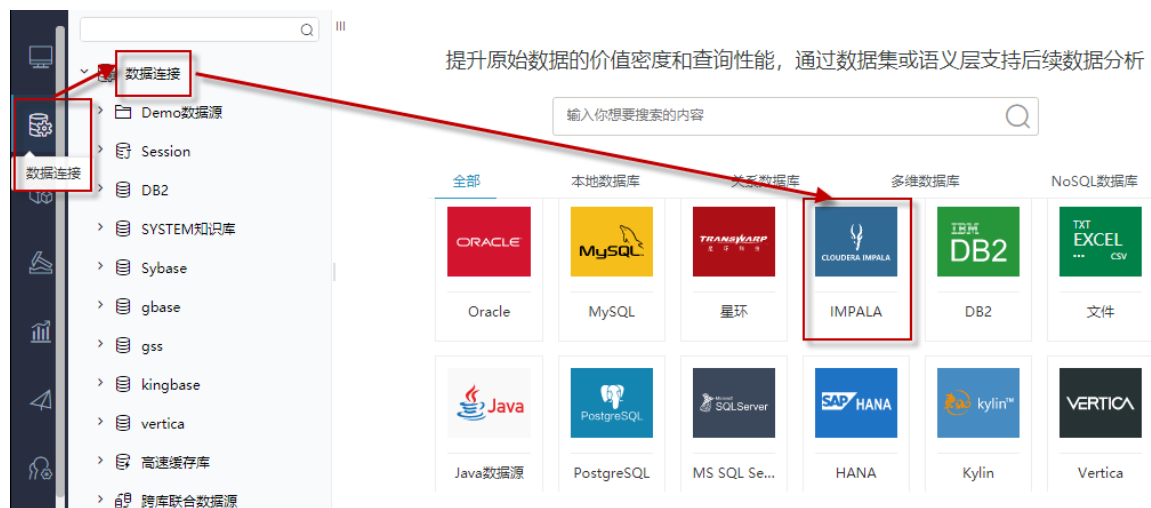 数据连接
数据连接
Demo数据源
Session
DB2
SYSTEM知识库
Sybase
gbase
gss
kingbase
vertica
高速缓存库
跨库联合数据源
提升原始数据的价值密度和查询性能，通过数据集或语义层支持后续数据分析
输入你想要搜索的内容
全部 本地数据库 关系数据库 多维数据库 NoSQL数据库
ORACLE
MySQL
TRANSWARP
星环科技
CLOUDERA IMPALA
IBM
DB2
TXT
EXCEL
... CSV
Oracle MySQL 星环 IMPALA DB2 文件
Java
PostgreSQL
Microsoft
SQLServer
SAP HANA
kylin™
VERTICA
Java数据源 PostgreSQL MS SQL Se... HANA Kylin Vertica